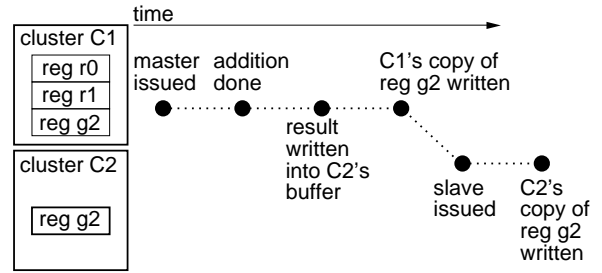 time
cluster C1
reg r0
reg r1
reg g2
master
issued
addition
done
result
written
into C2's
buffer
C1's copy of
reg g2 written
cluster C2
reg g2
slave
issued
C2's
copy of
reg g2
written